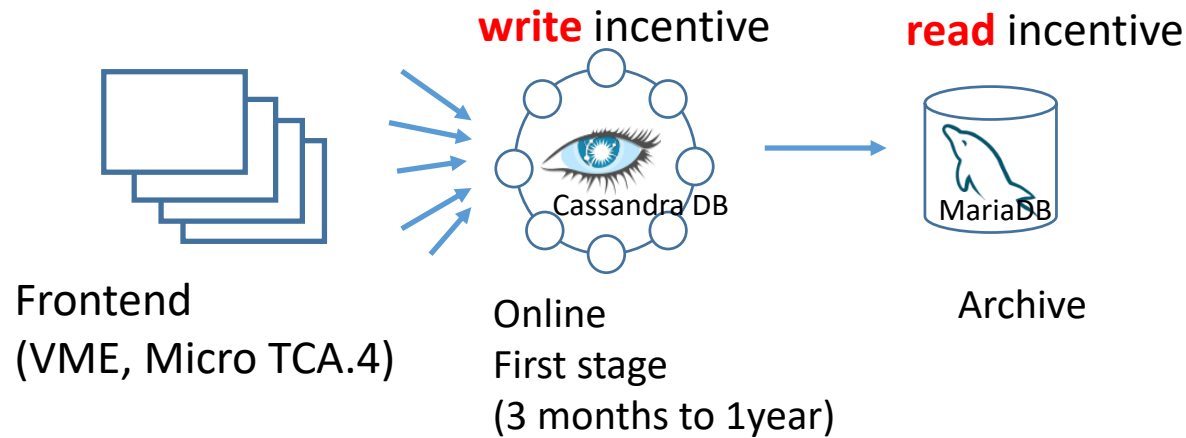 write incentive
read incentive
Cassandra DB
MariaDB
Frontend
(VME, Micro TCA.4)
Online
First stage
(3 months to 1year)
Archive